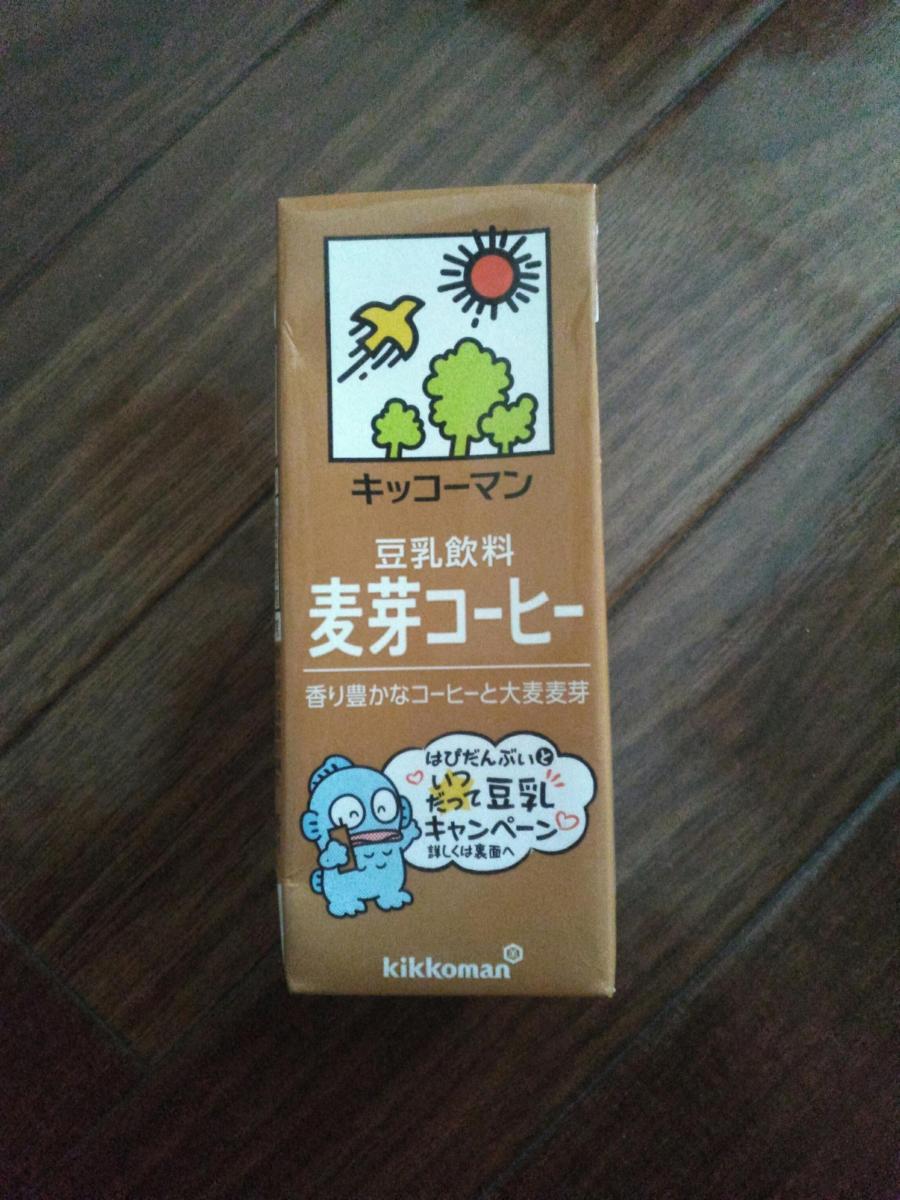 キッコーマン
豆乳飲料
麦芽コーヒー
香り豊かなコーヒーと大麦麦芽
はぴだんぶいと
いつ
だって豆乳
キャンペーン
詳しくは裏面へ
kikkoman